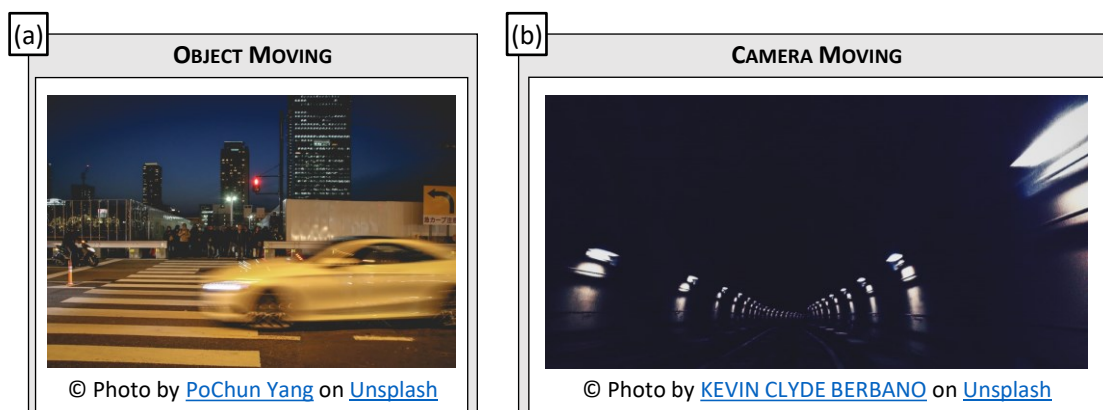 (a)
OBJECT MOVING
© Photo by PoChun Yang on Unsplash
(b)
CAMERA MOVING
© Photo by KEVIN CLYDE BERBANO on Unsplash